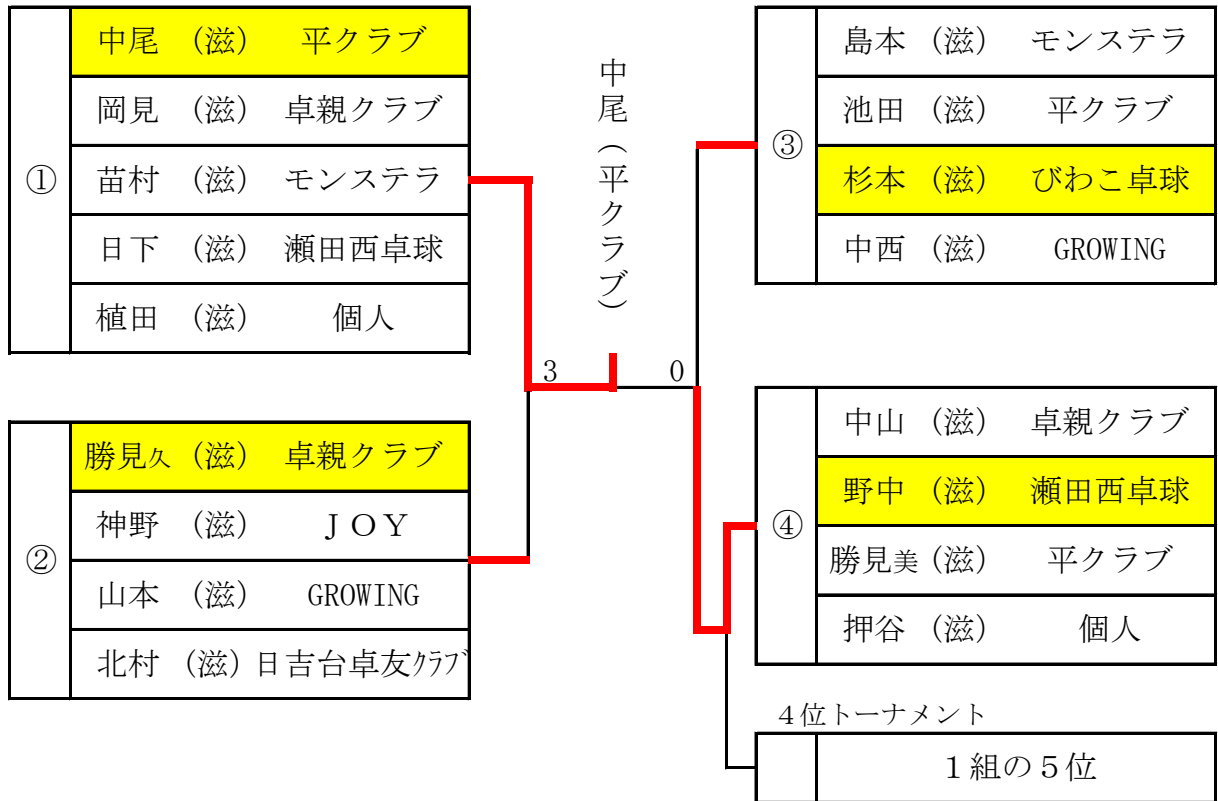 ①
中尾 （滋） 平クラブ
岡見 （滋） 卓親クラブ
苗村 （滋） モンステラ
日下 （滋） 瀬田西卓球
植田 （滋） 個人
②
勝見久 （滋） 卓親クラブ
神野 （滋） ＪＯＹ
山本 （滋） GROWING
北村 （滋） 日吉台卓友ｸﾗﾌﾞ
中尾（平クラブ）
3 0
③
島本 （滋） モンステラ
池田 （滋） 平クラブ
杉本 （滋） びわこ卓球
中西 （滋） GROWING
④
中山 （滋） 卓親クラブ
野中 （滋） 瀬田西卓球
勝見美 （滋） 平クラブ
押谷 （滋） 個人
４位トーナメント
１組の５位